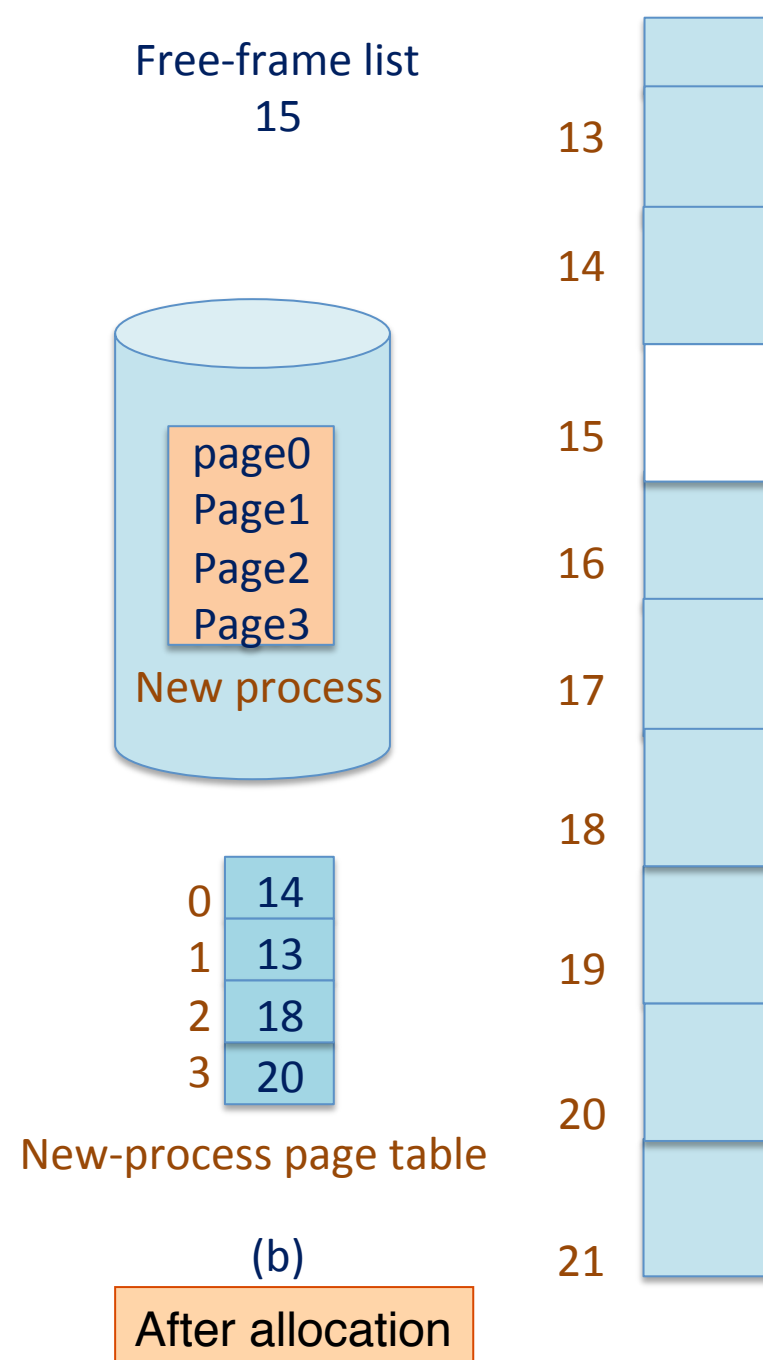 Free-frame list
15
page0
Page1
Page2
Page3
New process
0 14
1 13
2 18
3 20
New-process page table
(b)
After allocation
13
14
15
16
17
18
19
20
21